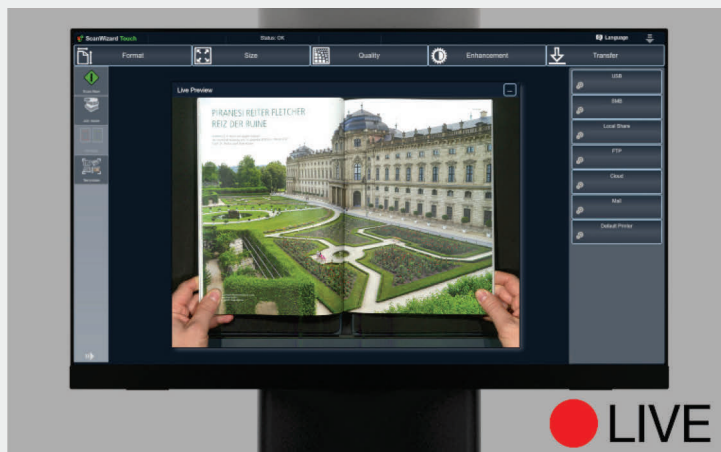 ScanWizard Touch
Status: OK
Language
Format
Size
Quality
Enhancement
Transfer
Live Preview
PIRANESI REITER FLETCHER
REIZ DER RUINE
USB
SMB
Local Share
FTP
Cloud
Mail
Default Printer
LIVE